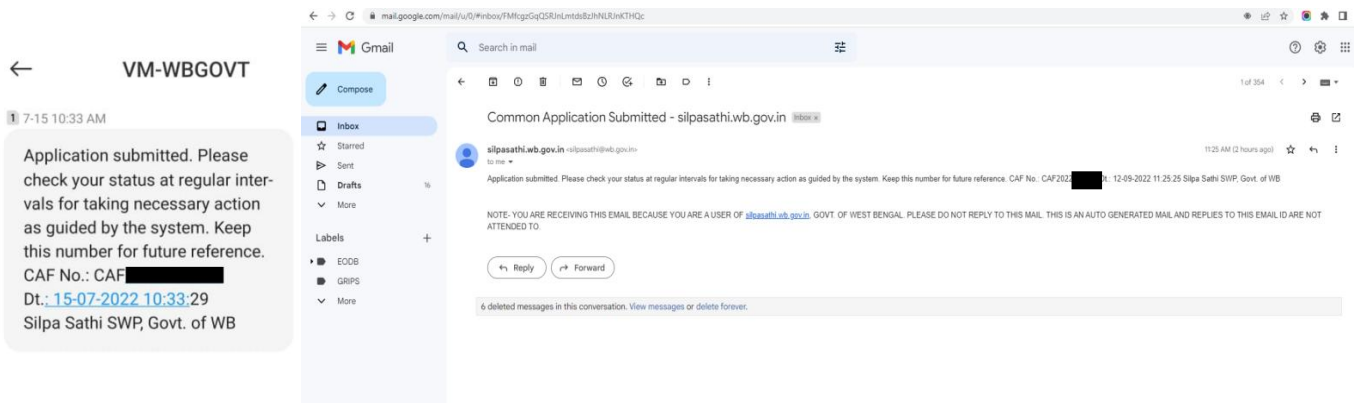 VM-WBGOVT
1 7-15 10:33 AM
Application submitted. Please
check your status at regular inter-
vals for taking necessary action
as guided by the system. Keep
this number for future reference.
CAF No.: CAF
Dt.: 15-07-2022 10:33:29
Silpa Sathi SWP, Govt. of WB
mail.google.com/mail/u/0/#inbox/
Gmail
Search in mail
Compose
1 of 354
Inbox
Starred
Sent
Drafts 16
More
Labels
EODB
GRIPS
More
Common Application Submitted - silpasathi.wb.gov.in Inbox x
silpasathi.wb.gov.in <silpasathi@wb.gov.in>
11:25 AM (2 hours ago)
to me
Application submitted. Please check your status at regular intervals for taking necessary action as guided by the system. Keep this number for future reference. CAF No.: CAF2022 Dt.: 12-09-2022 11:25:25 Silpa Sathi SWP, Govt. of WB
NOTE- YOU ARE RECEIVING THIS EMAIL BECAUSE YOU ARE A USER OF silpasathi.wb.gov.in, GOVT. OF WEST BENGAL. PLEASE DO NOT REPLY TO THIS MAIL. THIS IS AN AUTO GENERATED MAIL AND REPLIES TO THIS EMAIL ID ARE NOT
ATTENDED TO.
Reply
Forward
6 deleted messages in this conversation. View messages or delete forever.